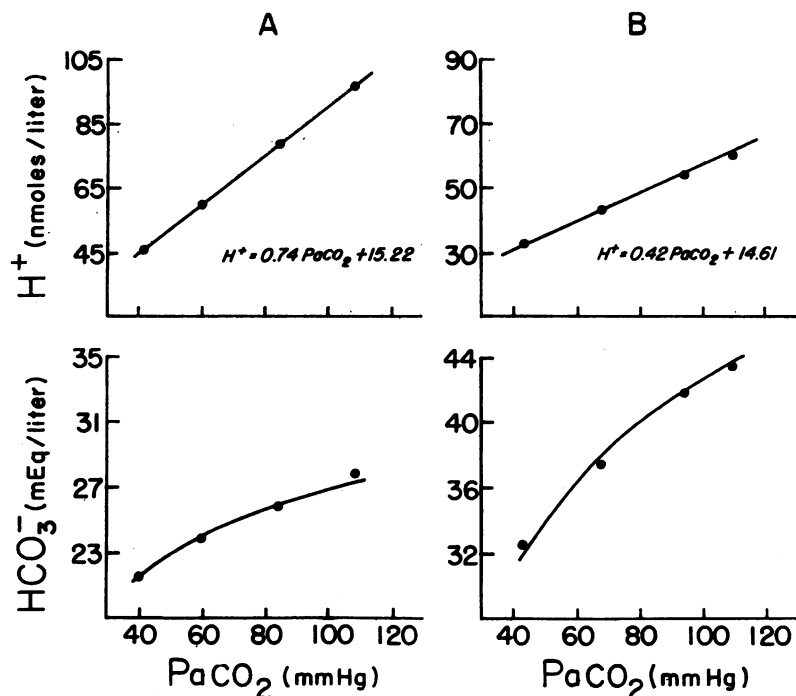 A
B
H+ (nmoles/liter)
105
85
65
45
H+ = 0.74 PaCO2 + 15.22
90
70
50
30
H+ = 0.42 PaCO2 + 14.61
HCO3− (mEq/liter)
35
31
27
23
40 60 80 100 120
PaCO2 (mmHg)
44
40
36
32
40 60 80 100 120
PaCO2 (mmHg)